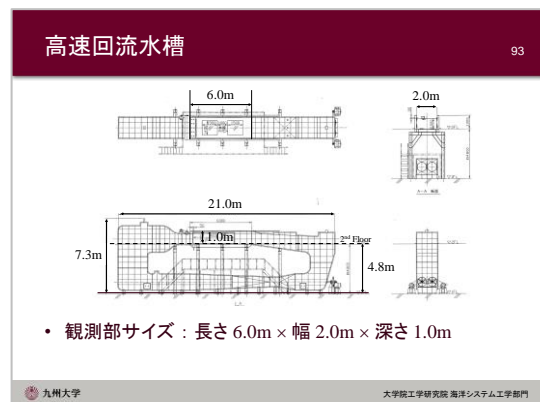 高速回流水槽
93
6.0m
2.0m
21.0m
1.0m
2nd Floor
7.3m
4.8m
• 観測部サイズ：長さ 6.0m × 幅 2.0m × 深さ 1.0m
九州大学
大学院工学研究院 海洋システム工学部門